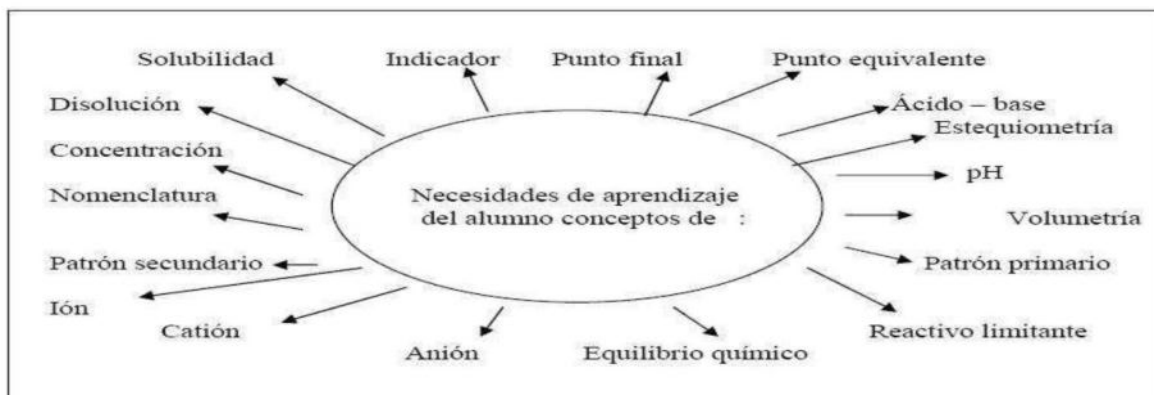 Solubilidad
Indicador
Punto final
Punto equivalente
Disolución
Ácido – base
Estequiometría
Concentración
pH
Nomenclatura
Necesidades de aprendizaje
del alumno conceptos de :
Volumetría
Patrón secundario
Patrón primario
Ión
Catión
Reactivo limitante
Anión
Equilibrio químico